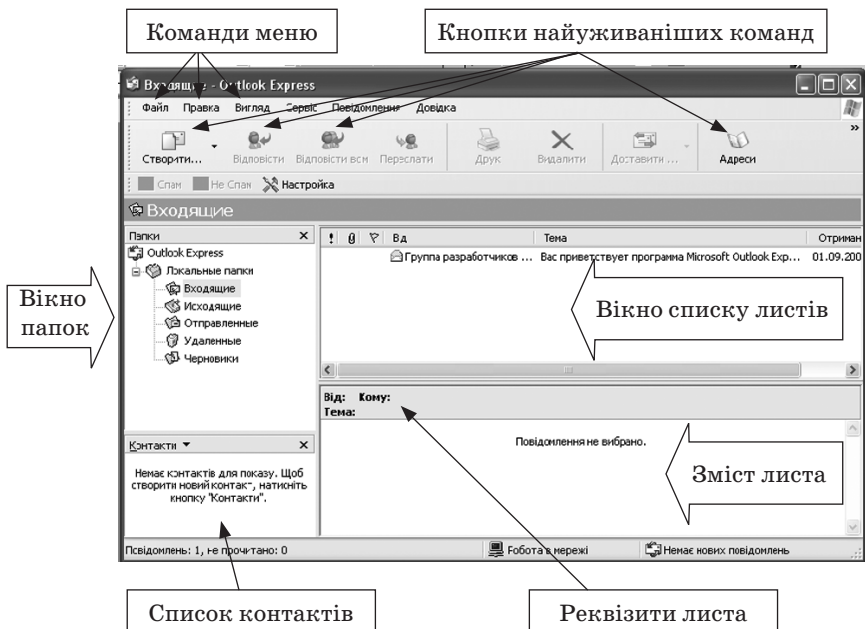 Команди меню
Кнопки найуживаніших команд
Входящие - Outlook Express
Файл Правка Вигляд Сервіс Повідомлення Довідка
Створити... Відповісти Відповісти всім Переслати Друк Видалити Доставити ... Адреси
Спам Не Спам Настройка
Входящие
Папки
! Від Тема Отриман
Outlook Express
Группа разработчиков ... Вас приветствует программа Microsoft Outlook Exp... 01.09.200
Локальные папки
Входящие
Исходящие
Отправленные
Удаленные
Черновики
Вікно папок
Вікно списку листів
Від: Кому:
Тема:
Повідомлення не вибрано.
Контакти
Немає контактів для показу. Щоб
створити новий контакт, натисніть
кнопку "Контакти".
Зміст листа
Повідомлень: 1, не прочитано: 0 Робота в мережі Немає нових повідомлень
Список контактів
Реквізити листа